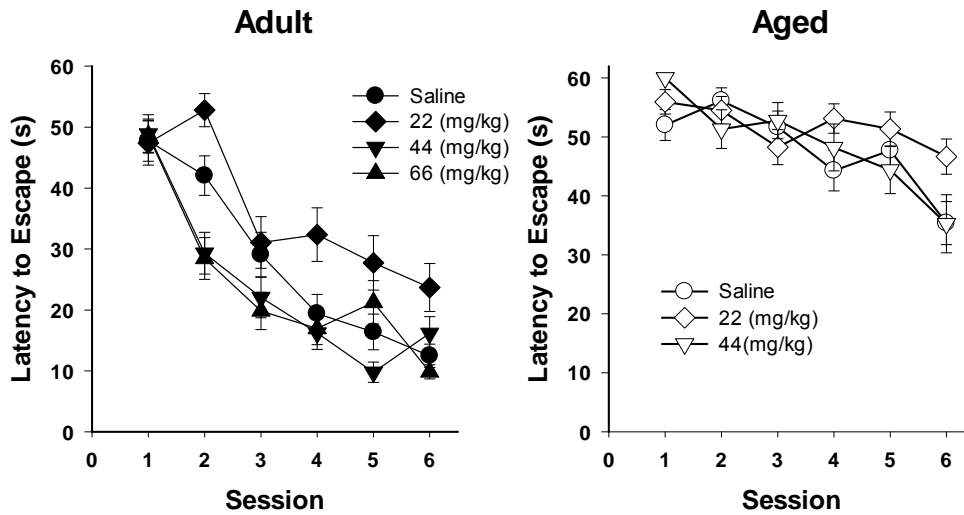 Adult
Latency to Escape (s)
60
50
40
30
20
10
0
Saline
22 (mg/kg)
44 (mg/kg)
66 (mg/kg)
0 1 2 3 4 5 6
Session
Aged
Latency to Escape (s)
60
50
40
30
20
10
0
Saline
22 (mg/kg)
44(mg/kg)
0 1 2 3 4 5 6
Session